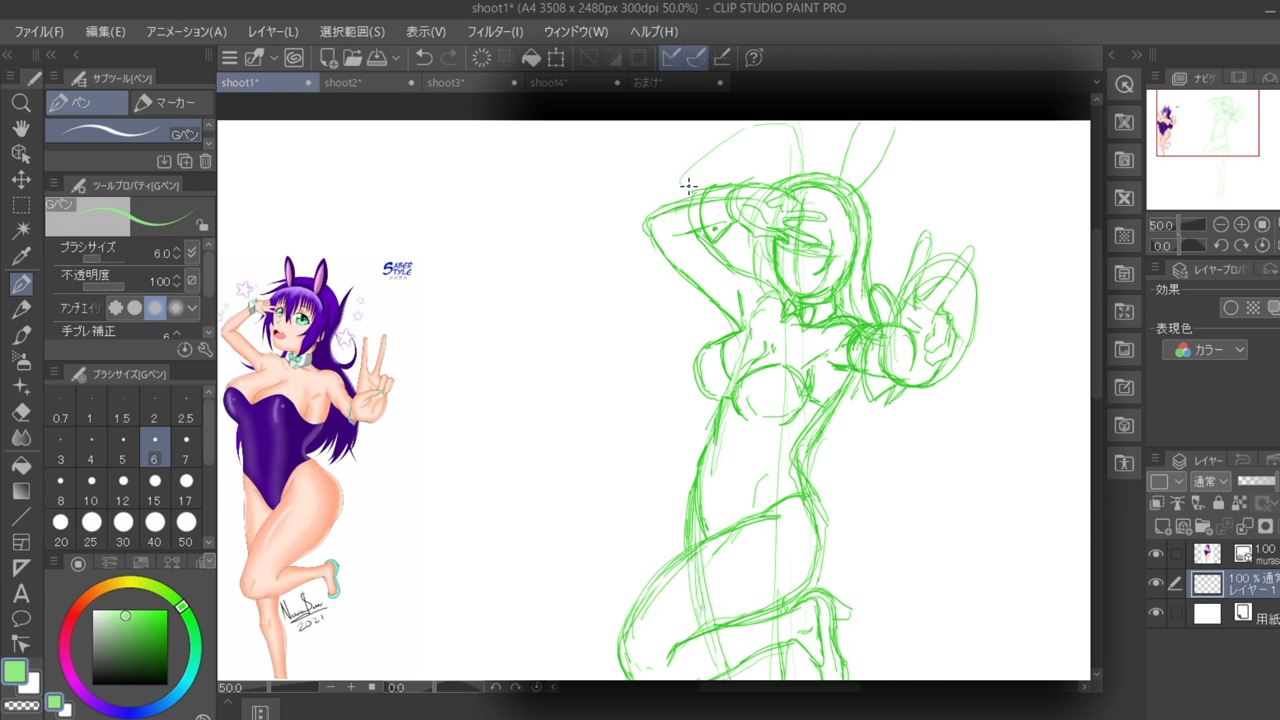 shoot1* (A4 3508 x 2480px 300dpi 50.0%) - CLIP STUDIO PAINT PRO
ファイル(F) 編集(E) アニメーション(A) レイヤー(L) 選択範囲(S) 表示(V) フィルター(I) ウィンドウ(W) ヘルプ(H)
サブツール[ペン]
ペン マーカー
Gペン
ツールプロパティ[Gペン]
Gペン
ブラシサイズ 6.0
不透明度 100
アンチエイリ
手ブレ補正 6
ブラシサイズ[Gペン]
0.7 1 1.5 2 2.5
3 4 5 6 7
8 10 12 15 17
20 25 30 40 50
shoot1* shoot2* shoot3* shoot4* おまけ*
SABER
STYLE
2021
50.0 0.0
ナビゲ
50.0
0.0
レイヤープロパ
効果
表現色
カラー
レイヤー
通常
100
muras
100 % 通常
レイヤー 1
用紙